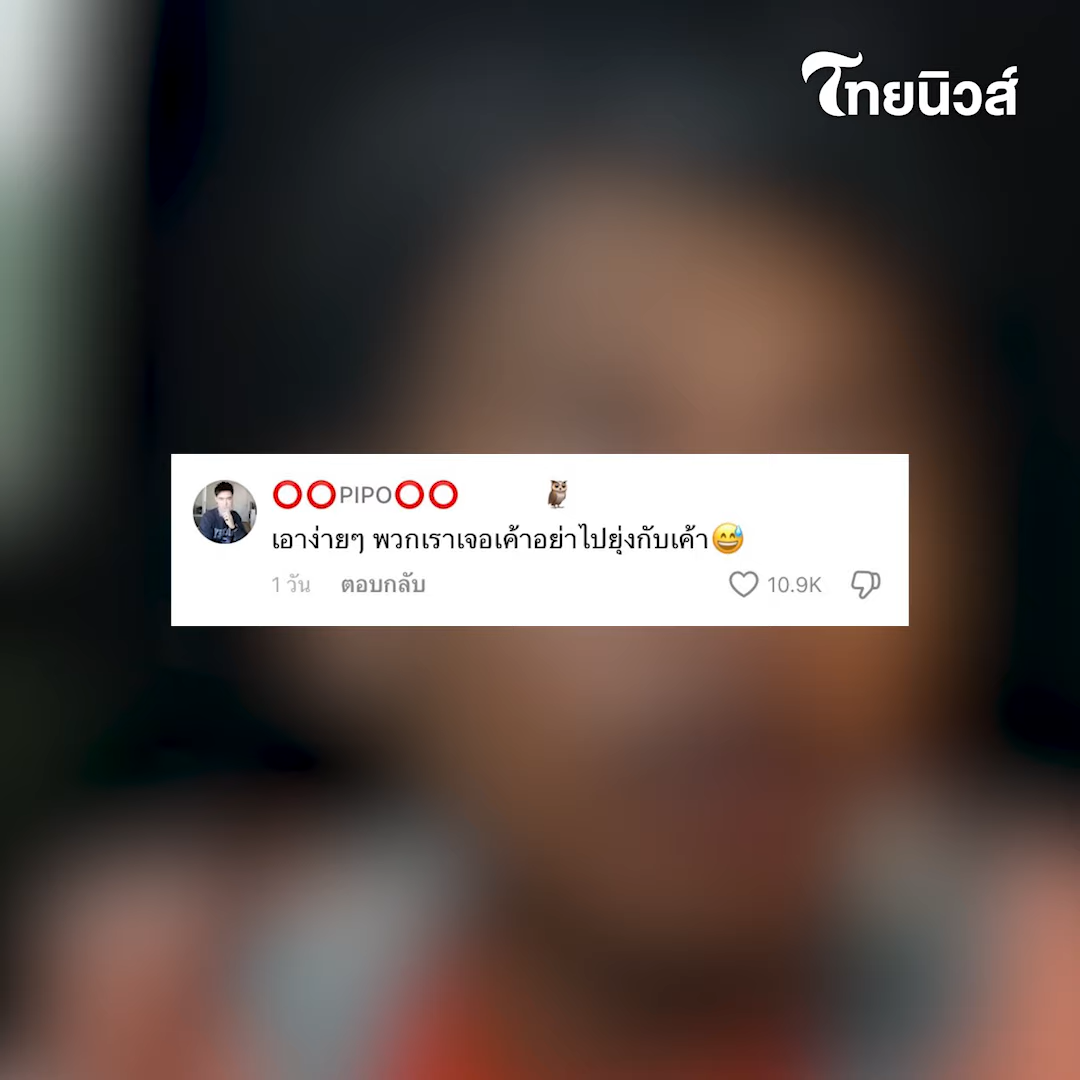 ไทยนิวส์
⭕⭕PIPO⭕⭕ 🦉
เอาง่ายๆ พวกเราเจอเค้าอย่าไปยุ่งกับเค้า😅
1 วัน ตอบกลับ 10.9K